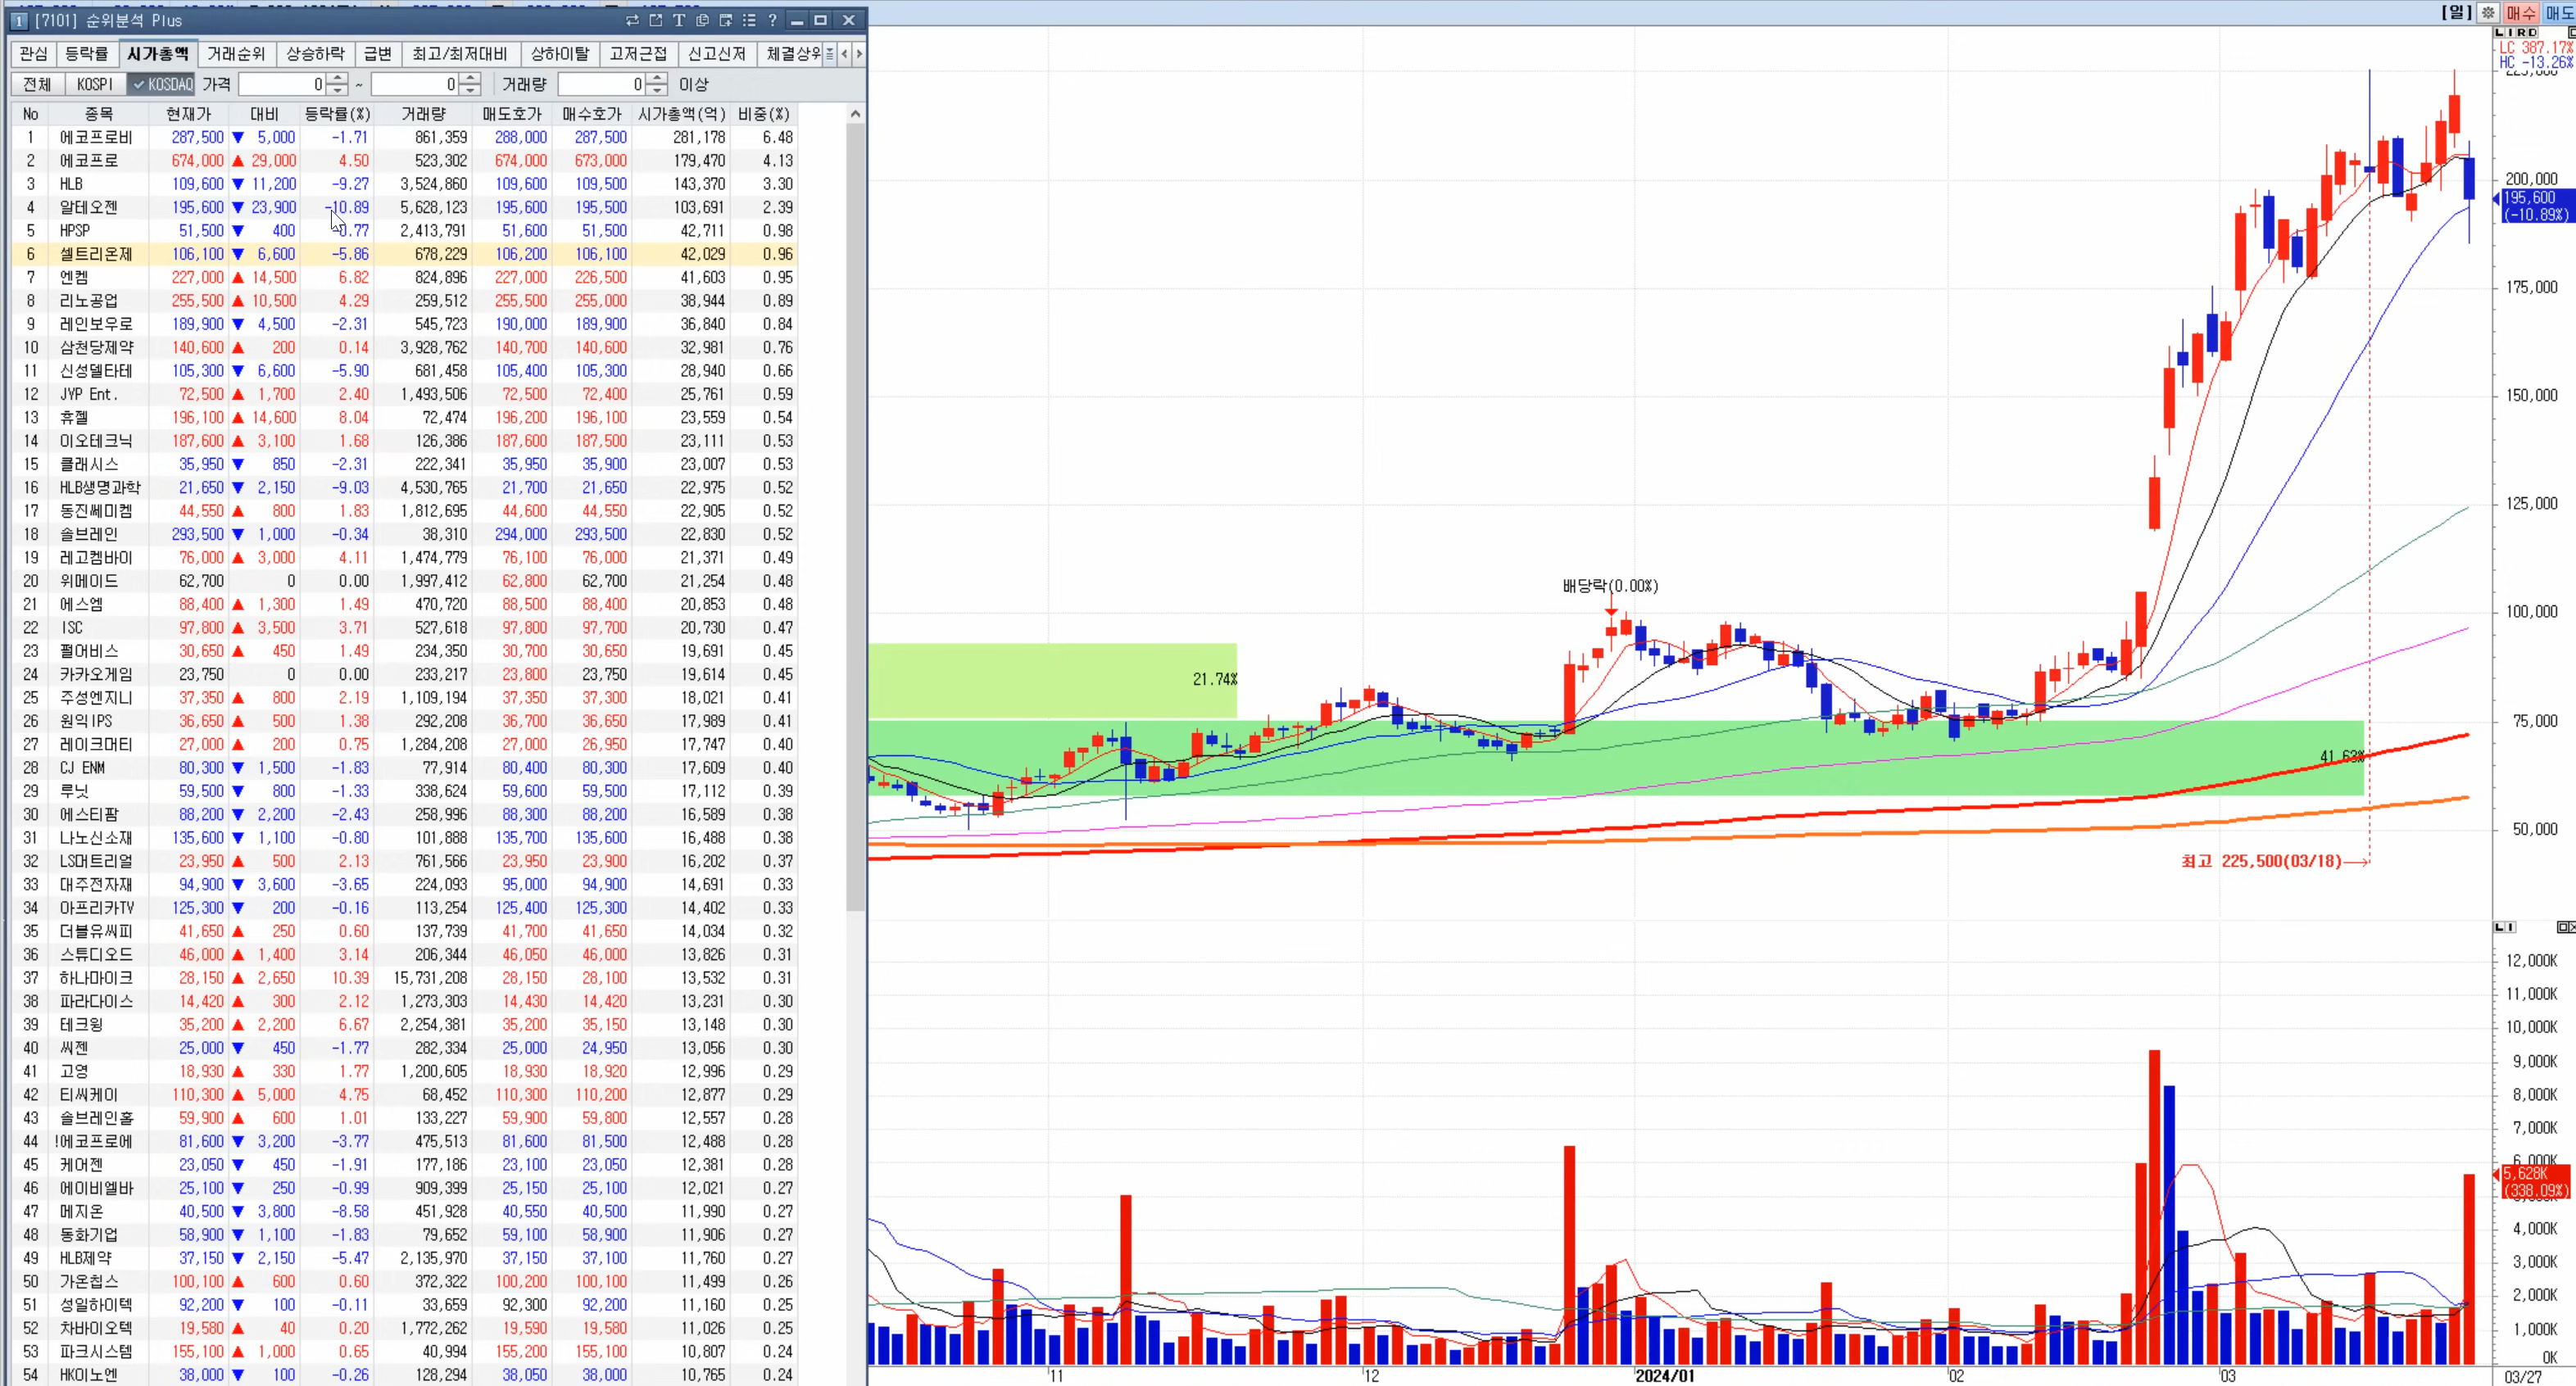 [7101] 순위분석 Plus
관심 등락률 시가총액 거래순위 상승하락 급변 최고/최저대비 상하이탈 고저근접 신고신저 체결상위
전체 KOSPI KOSDAQ 가격 0 ~ 0 거래량 0 이상
No 종목 현재가 대비 등락률(%) 거래량 매도호가 매수호가 시가총액(억) 비중(%)
1 에코프로비 287,500 ▼ 5,000 -1.71 861,359 288,000 287,500 281,178 6.48
2 에코프로 674,000 ▲ 29,000 4.50 523,302 674,000 673,000 179,470 4.13
3 HLB 109,600 ▼ 11,200 -9.27 3,524,860 109,600 109,500 143,370 3.30
4 알테오젠 195,600 ▼ 23,900 -10.89 5,628,123 195,600 195,500 103,691 2.39
5 HPSP 51,500 ▼ 400 -0.77 2,413,791 51,600 51,500 42,711 0.98
6 셀트리온제 106,100 ▼ 6,600 -5.86 678,229 106,200 106,100 42,029 0.96
7 엔켐 227,000 ▲ 14,500 6.82 824,896 227,000 226,500 41,603 0.95
8 리노공업 255,500 ▲ 10,500 4.29 259,512 255,500 255,000 38,944 0.89
9 레인보우로 189,900 ▼ 4,500 -2.31 545,723 190,000 189,900 36,840 0.84
10 삼천당제약 140,600 ▲ 200 0.14 3,928,762 140,700 140,600 32,981 0.76
11 신성델타테 105,300 ▼ 6,600 -5.90 681,458 105,400 105,300 28,940 0.66
12 JYP Ent. 72,500 ▲ 1,700 2.40 1,493,506 72,500 72,400 25,761 0.59
13 휴젤 196,100 ▲ 14,600 8.04 72,474 196,200 196,100 23,559 0.54
14 이오테크닉 187,600 ▲ 3,100 1.68 126,386 187,600 187,500 23,111 0.53
15 클래시스 35,950 ▼ 850 -2.31 222,341 35,950 35,900 23,007 0.53
16 HLB생명과학 21,650 ▼ 2,150 -9.03 4,530,765 21,700 21,650 22,975 0.52
17 동진쎄미켐 44,550 ▲ 800 1.83 1,812,695 44,600 44,550 22,905 0.52
18 솔브레인 293,500 ▼ 1,000 -0.34 38,310 294,000 293,500 22,830 0.52
19 레고켐바이 76,000 ▲ 3,000 4.11 1,474,779 76,100 76,000 21,371 0.49
20 위메이드 62,700 0 0.00 1,997,412 62,800 62,700 21,254 0.48
21 에스엠 88,400 ▲ 1,300 1.49 470,720 88,500 88,400 20,853 0.48
22 ISC 97,800 ▲ 3,500 3.71 527,618 97,800 97,700 20,730 0.47
23 펄어비스 30,650 ▲ 450 1.49 234,350 30,700 30,650 19,691 0.45
24 카카오게임 23,750 0 0.00 233,217 23,800 23,750 19,614 0.45
25 주성엔지니 37,350 ▲ 800 2.19 1,109,194 37,350 37,300 18,021 0.41
26 원익IPS 36,650 ▲ 500 1.38 292,208 36,700 36,650 17,989 0.41
27 레이크머티 27,000 ▲ 200 0.75 1,284,208 27,000 26,950 17,747 0.40
28 CJ ENM 80,300 ▼ 1,500 -1.83 77,914 80,400 80,300 17,609 0.40
29 루닛 59,500 ▼ 800 -1.33 338,624 59,600 59,500 17,112 0.39
30 에스티팜 88,200 ▼ 2,200 -2.43 258,996 88,300 88,200 16,589 0.38
31 나노신소재 135,600 ▼ 1,100 -0.80 101,888 135,700 135,600 16,488 0.38
32 LS머트리얼 23,950 ▲ 500 2.13 761,566 23,950 23,900 16,202 0.37
33 대주전자재 94,900 ▼ 3,600 -3.65 224,093 95,000 94,900 14,691 0.33
34 아프리카TV 125,300 ▼ 200 -0.16 113,254 125,400 125,300 14,402 0.33
35 더블유씨피 41,650 ▲ 250 0.60 137,739 41,700 41,650 14,034 0.32
36 스튜디오드 46,000 ▲ 1,400 3.14 206,344 46,050 46,000 13,826 0.31
37 하나마이크 28,150 ▲ 2,650 10.39 15,731,208 28,150 28,100 13,532 0.31
38 파라다이스 14,420 ▲ 300 2.12 1,273,303 14,430 14,420 13,231 0.30
39 테크윙 35,200 ▲ 2,200 6.67 2,254,381 35,200 35,150 13,148 0.30
40 씨젠 25,000 ▼ 450 -1.77 282,334 25,000 24,950 13,056 0.30
41 고영 18,930 ▲ 330 1.77 1,200,605 18,930 18,920 12,996 0.29
42 티씨케이 110,300 ▲ 5,000 4.75 68,452 110,300 110,200 12,877 0.29
43 솔브레인홀 59,900 ▲ 600 1.01 133,227 59,900 59,800 12,557 0.28
44 !에코프로에 81,600 ▼ 3,200 -3.77 475,513 81,600 81,500 12,488 0.28
45 케어젠 23,050 ▼ 450 -1.91 177,186 23,100 23,050 12,381 0.28
46 에이비엘바 25,100 ▼ 250 -0.99 909,399 25,150 25,100 12,021 0.27
47 메지온 40,500 ▼ 3,800 -8.58 451,928 40,550 40,500 11,990 0.27
48 동화기업 58,900 ▼ 1,100 -1.83 79,652 59,100 58,900 11,906 0.27
49 HLB제약 37,150 ▼ 2,150 -5.47 2,135,970 37,150 37,100 11,760 0.27
50 가온칩스 100,100 ▲ 600 0.60 372,322 100,200 100,100 11,499 0.26
51 성일하이텍 92,200 ▼ 100 -0.11 33,659 92,300 92,200 11,160 0.25
52 차바이오텍 19,580 ▲ 40 0.20 1,772,262 19,590 19,580 11,026 0.25
53 파크시스템 155,100 ▲ 1,000 0.65 40,994 155,200 155,100 10,807 0.24
54 HK이노엔 38,000 ▼ 100 -0.26 128,294 38,050 38,000 10,765 0.24
[일] 매수 매도
L I R D
LC 387.17%
HC -13.26%
225,000
200,000
195,600
(-10.89%)
175,000
150,000
125,000
배당락(0.00%)
100,000
21.74%
75,000
41.63%
50,000
최고 225,500(03/18)→
L I
12,000K
11,000K
10,000K
9,000K
8,000K
7,000K
6,000K
5,628K
(338.09%)
4,000K
3,000K
2,000K
1,000K
0K
11 12 2024/01 02 03 03/27